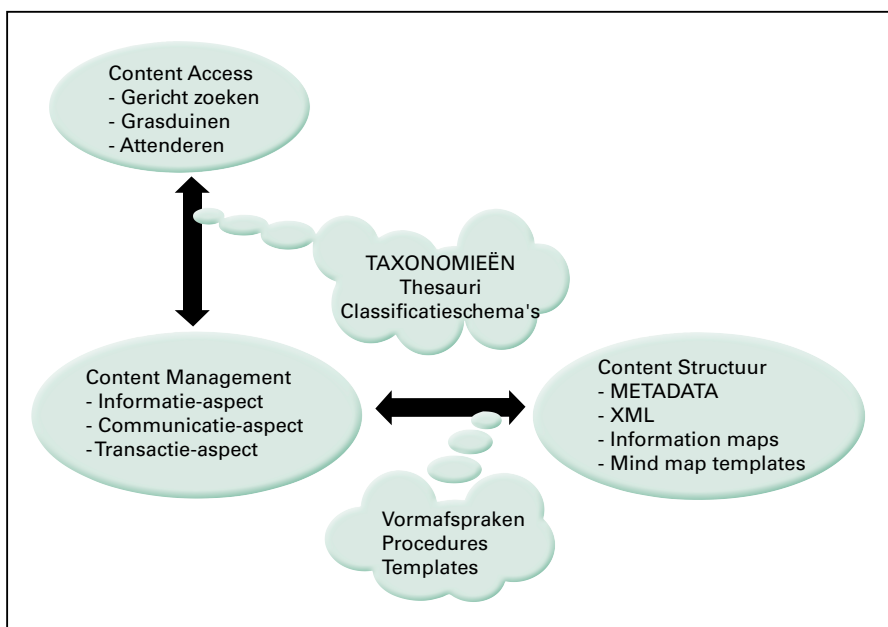 Content Access
- Gericht zoeken
- Grasduinen
- Attenderen
TAXONOMIEËN
Thesauri
Classificatieschema's
Content Management
- Informatie-aspect
- Communicatie-aspect
- Transactie-aspect
Content Structuur
- METADATA
- XML
- Information maps
- Mind map templates
Vormafspraken
Procedures
Templates